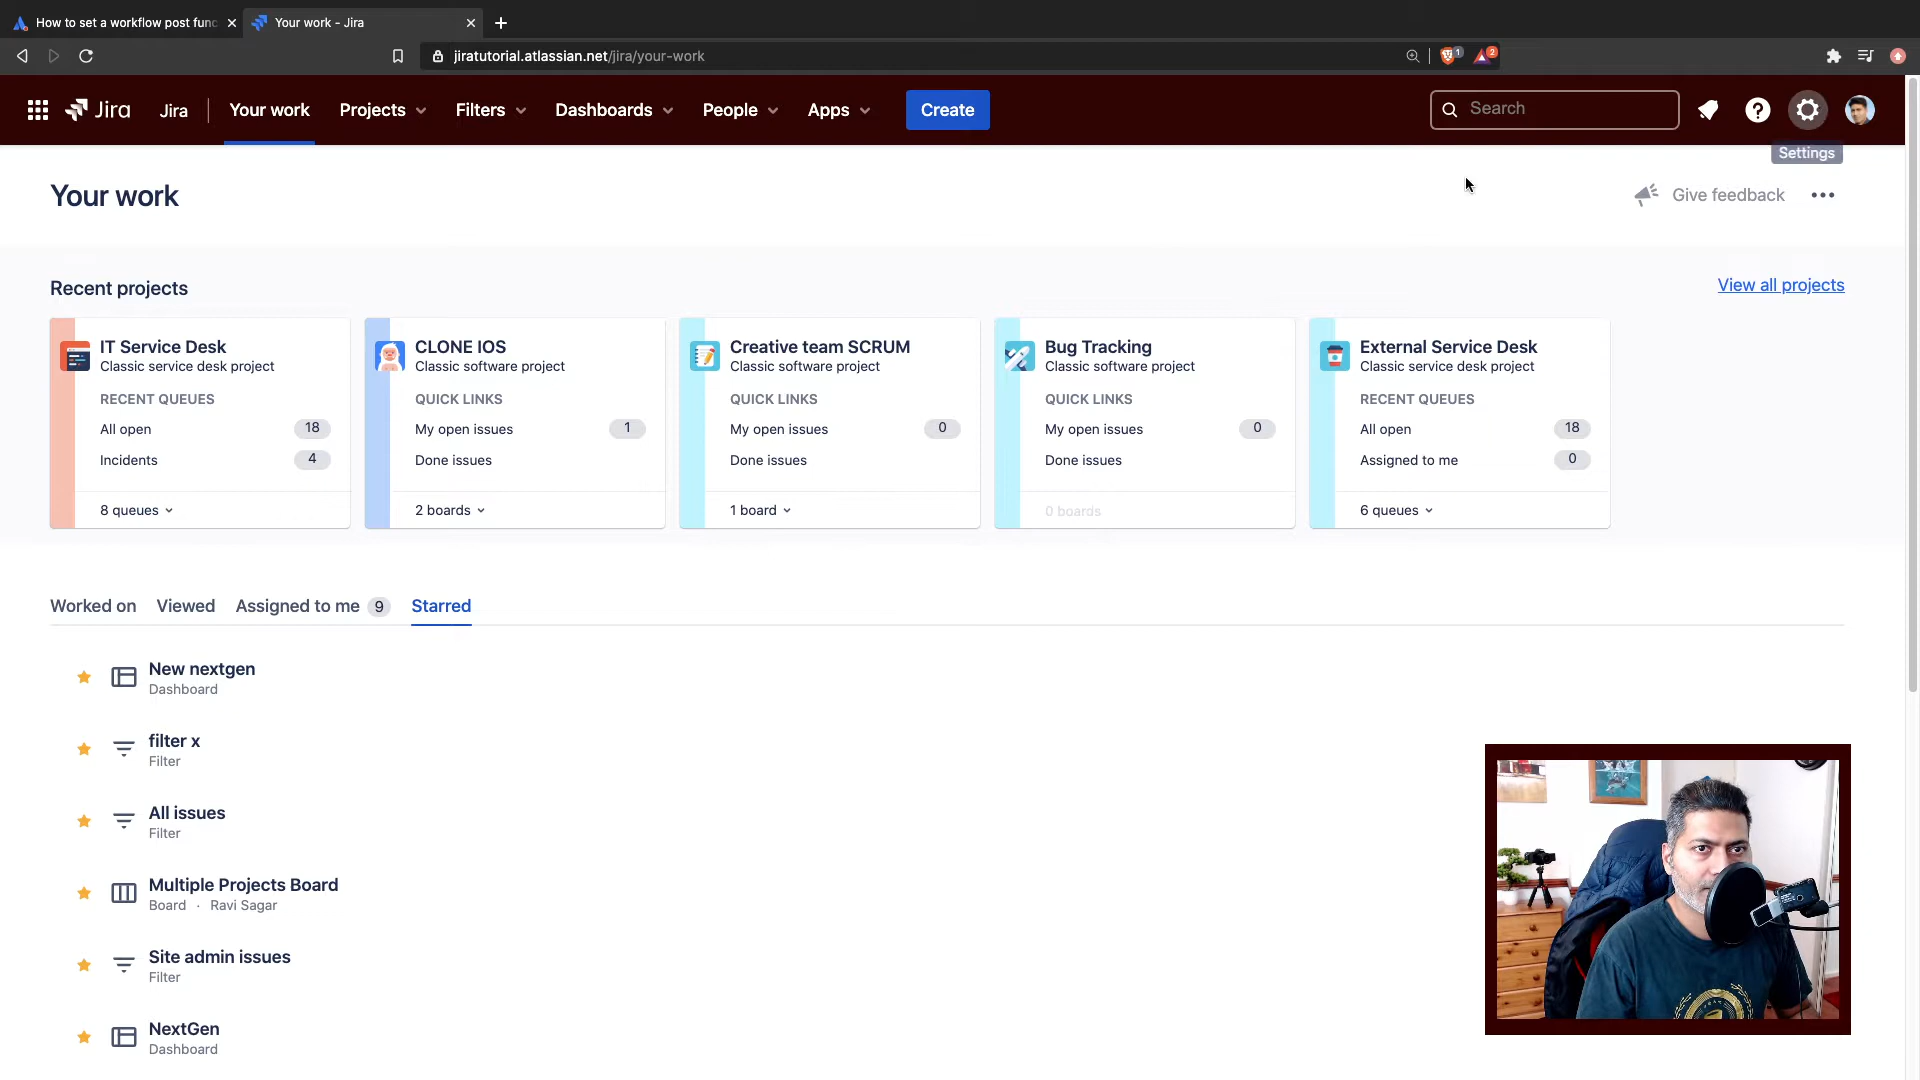 How to set a workflow post func
Your work - Jira
jiratutorial.atlassian.net/jira/your-work
1
2
Jira
Jira
Your work
Projects
Filters
Dashboards
People
Apps
Create
Search
Settings
Your work
Give feedback
Recent projects
View all projects
IT Service Desk
Classic service desk project
RECENT QUEUES
All open 18
Incidents 4
8 queues
CLONE IOS
Classic software project
QUICK LINKS
My open issues 1
Done issues
2 boards
Creative team SCRUM
Classic software project
QUICK LINKS
My open issues 0
Done issues
1 board
Bug Tracking
Classic software project
QUICK LINKS
My open issues 0
Done issues
0 boards
External Service Desk
Classic service desk project
RECENT QUEUES
All open 18
Assigned to me 0
6 queues
Worked on Viewed Assigned to me 9 Starred
New nextgen
Dashboard
filter x
Filter
All issues
Filter
Multiple Projects Board
Board · Ravi Sagar
Site admin issues
Filter
NextGen
Dashboard